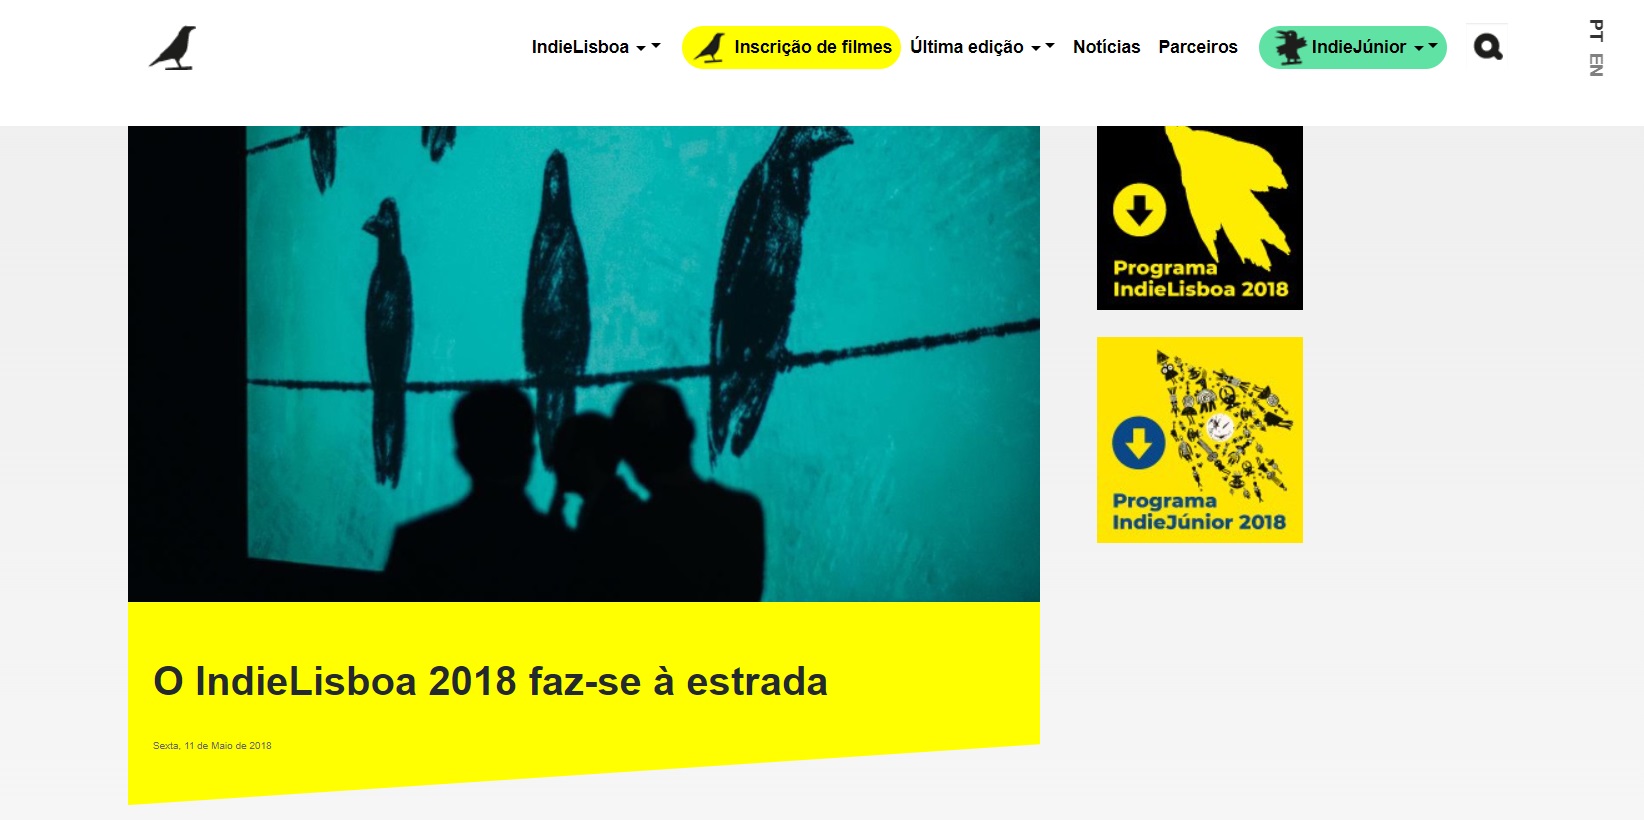 IndieLisboa
Inscrição de filmes
Última edição
Notícias
Parceiros
IndieJúnior
PT
EN
Programa
IndieLisboa 2018
Programa
IndieJúnior 2018
O IndieLisboa 2018 faz-se à estrada
Sexta, 11 de Maio de 2018